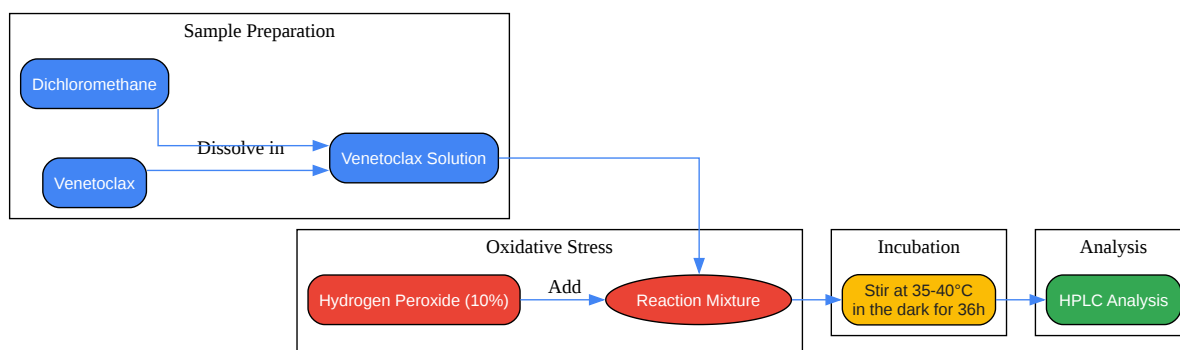 Sample Preparation
Dichloromethane
Dissolve in
Venetoclax Solution
Venetoclax
Oxidative Stress
Hydrogen Peroxide (10%)
Add
Reaction Mixture
Incubation
Stir at 35-40°C
in the dark for 36h
Analysis
HPLC Analysis